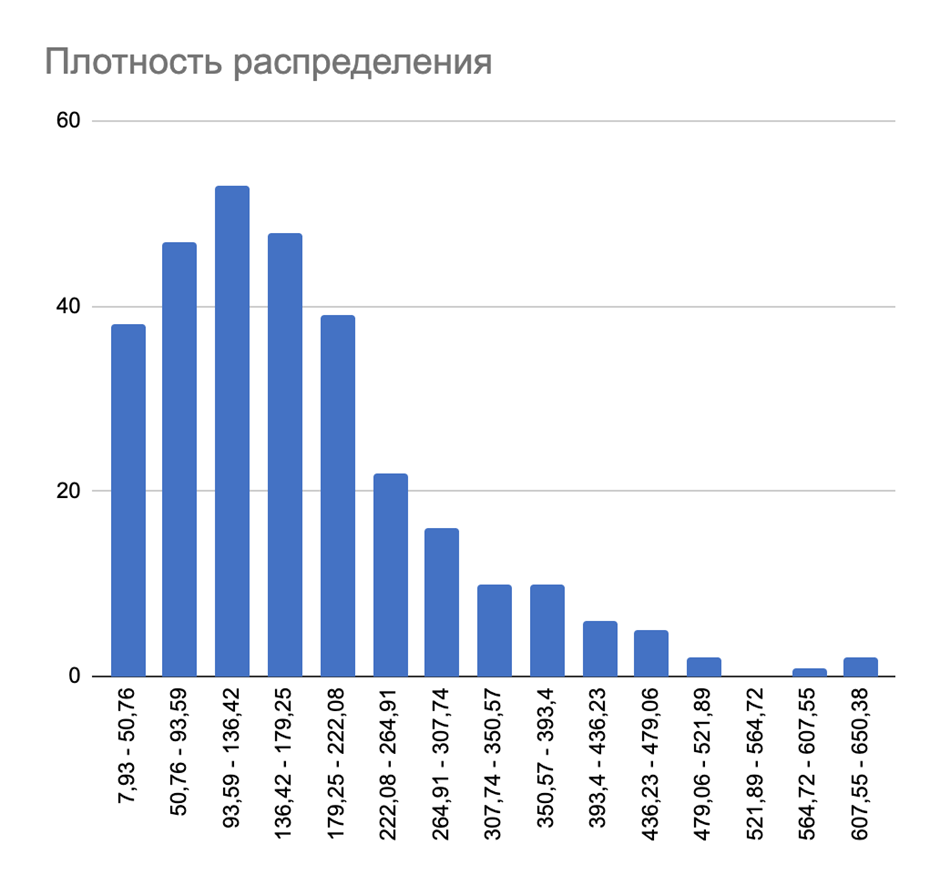 Плотность распределения
60
40
20
0
7,93 - 50,76
50,76 - 93,59
93,59 - 136,42
136,42 - 179,25
179,25 - 222,08
222,08 - 264,91
264,91 - 307,74
307,74 - 350,57
350,57 - 393,4
393,4 - 436,23
436,23 - 479,06
479,06 - 521,89
521,89 - 564,72
564,72 - 607,55
607,55 - 650,38